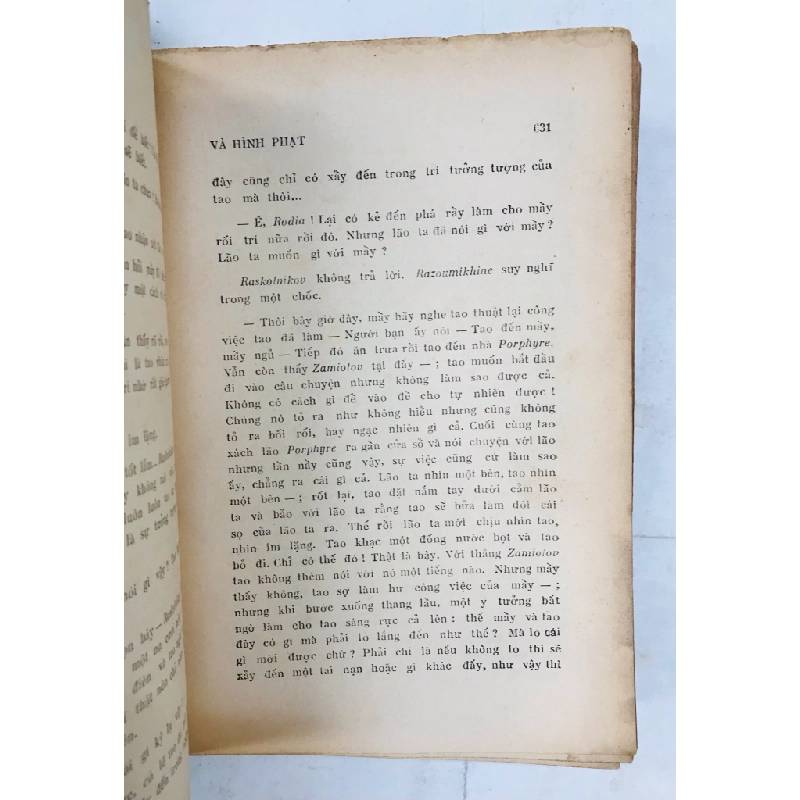 VÀ HÌNH PHẠT
631
đây cũng chỉ có xầy đến trong trí tưởng tượng của
tao mà thôi...
— Ê, Rodia ! Lại có kẻ đến phá rầy làm cho mầy
rối trí nữa rồi đó. Nhưng lão ta đã nói gì với mầy ?
Lão ta muốn gì với mầy ?
Raskolnikov không trả lời. Razoumikhine suy nghĩ
trong một chốc.
— Thôi bây giờ đây, mầy hãy nghe tao thuật lại công
việc tao đã làm — Người bạn ấy nói — Tao đến mầy,
mầy ngủ — Tiếp đó ăn trưa rồi tao đến nhà Porphyre.
Vẫn còn thấy Zamiotov tại đây — ; tao muốn bắt đầu
đi vào câu chuyện nhưng không làm sao được cả.
Không có cách gì để vào đề cho tự nhiên được !
Chúng nó tỏ ra như không hiểu nhưng cũng không
tỏ ra bối rối, hay ngạc nhiên gì cả. Cuối cùng tao
xách lão Porphyre ra gần cửa sổ và nói chuyện với lão
nhưng lần nầy cũng vậy, sự việc cũng cứ làm sao
ấy, chẳng ra cái gì cả. Lão ta nhìn một bên, tao nhìn
một bên — ; rốt lại, tao đặt nắm tay dưới cằm lão
ta và bảo với lão ta rằng tao sẽ bửa làm đôi cái
sọ của lão ta ra. Thế rồi lão ta mới chịu nhìn tao,
nhìn im lặng. Tao khạc một đống nước bọt và tao
bỏ đi. Chỉ có thế đó ! Thật là bậy. Với thằng Zamiotov
tao không thèm nói với nó một tiếng nào. Nhưng mầy
thấy không, tao sợ làm hư công việc của mầy — ;
nhưng khi bước xuống thang lầu, một ý tưởng bất
ngờ làm cho tao sáng rực cả lên : thế mầy và tao
đây có gì mà phải lo lắng đến như thế ? Mà lo cái
gì mới được chứ ? Phải chi là nếu không lo thì sẽ
xẩy đến một tai nạn hoặc gì khác đấy, như vậy thì